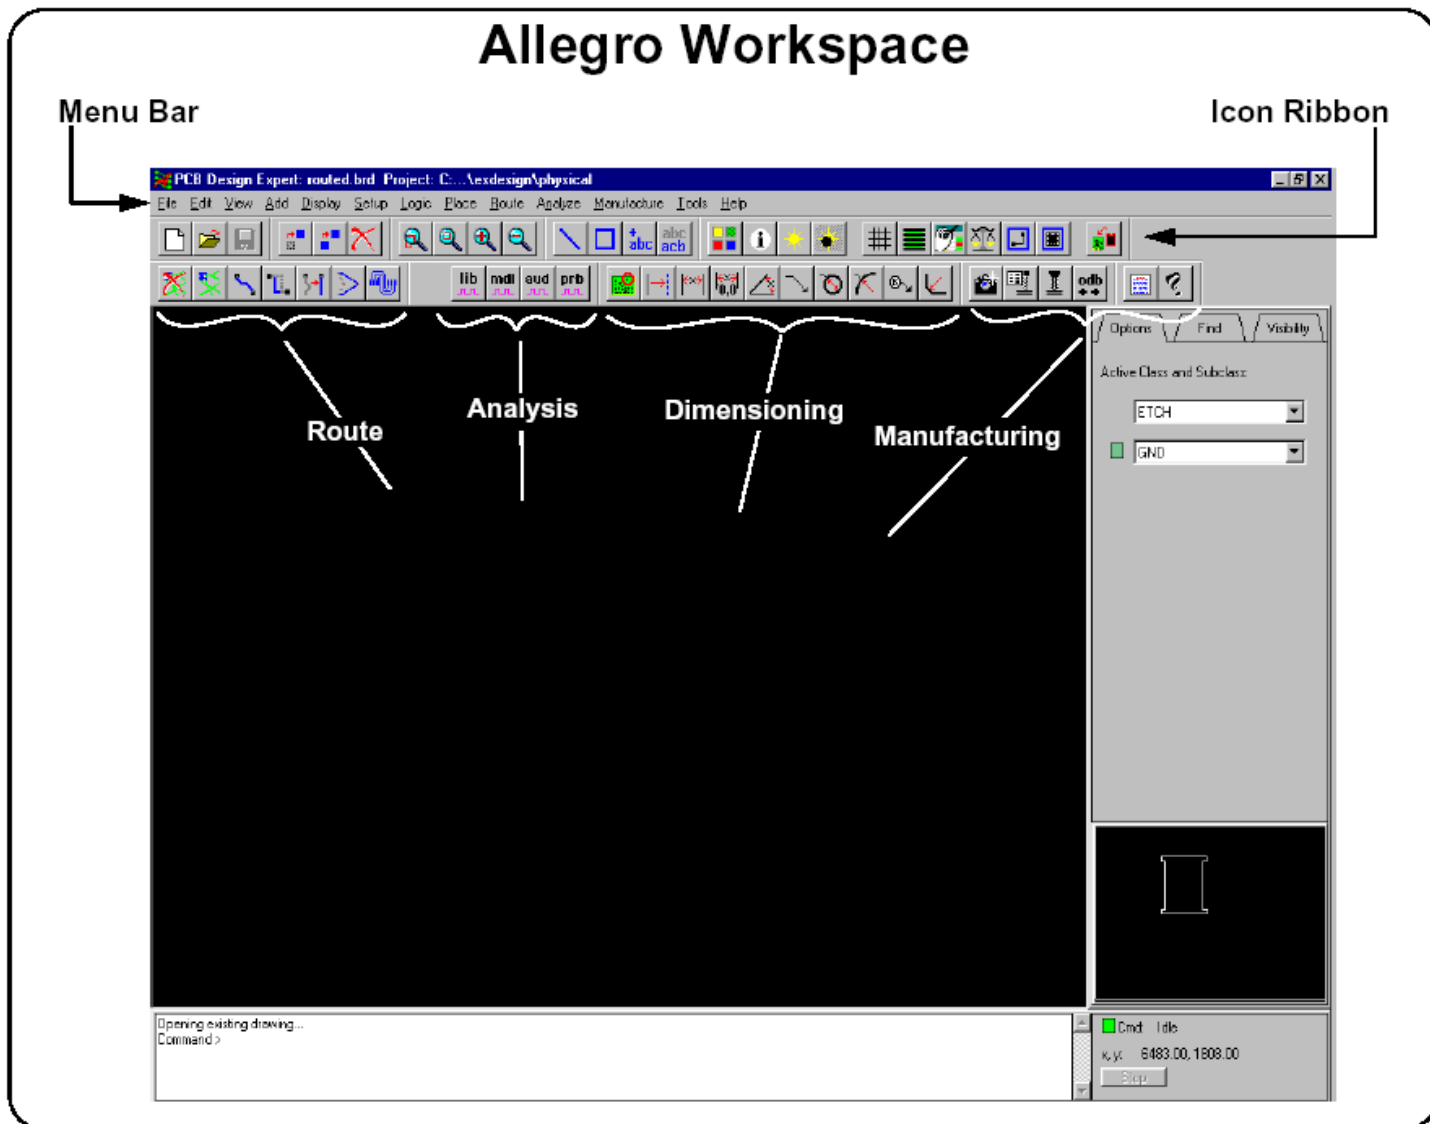 Allegro Workspace
Menu Bar
Icon Ribbon
PCB Design Expert: routed.brd Project: C:...\exdesign\physical
File Edit View Add Display Setup Logic Place Route Analyze Manufacture Tools Help
+abc abc acb
lib mdl aud prb 0,0 odb
Options Find Visibility
Active Class and Subclass:
Route
Analysis
Dimensioning
Manufacturing
ETCH
GND
Opening existing drawing...
Command >
Cmd: Idle
x, y: 6483.00, 1808.00
Stop